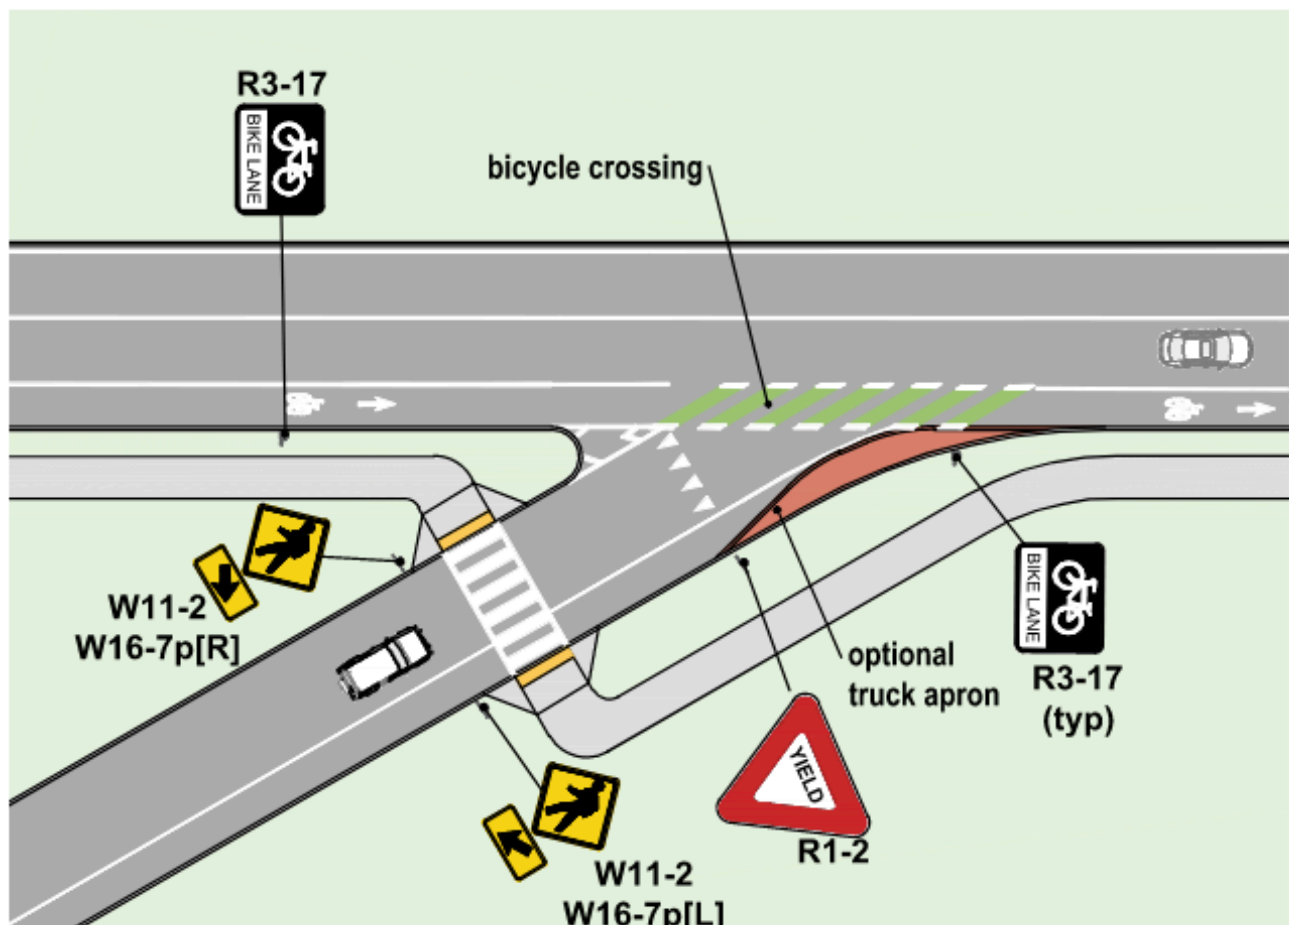 R3-17
BIKE LANE
bicycle crossing
W11-2
W16-7p[R]
optional
truck apron
BIKE LANE
R3-17
(typ)
YIELD
R1-2
W11-2
W16-7p[L]